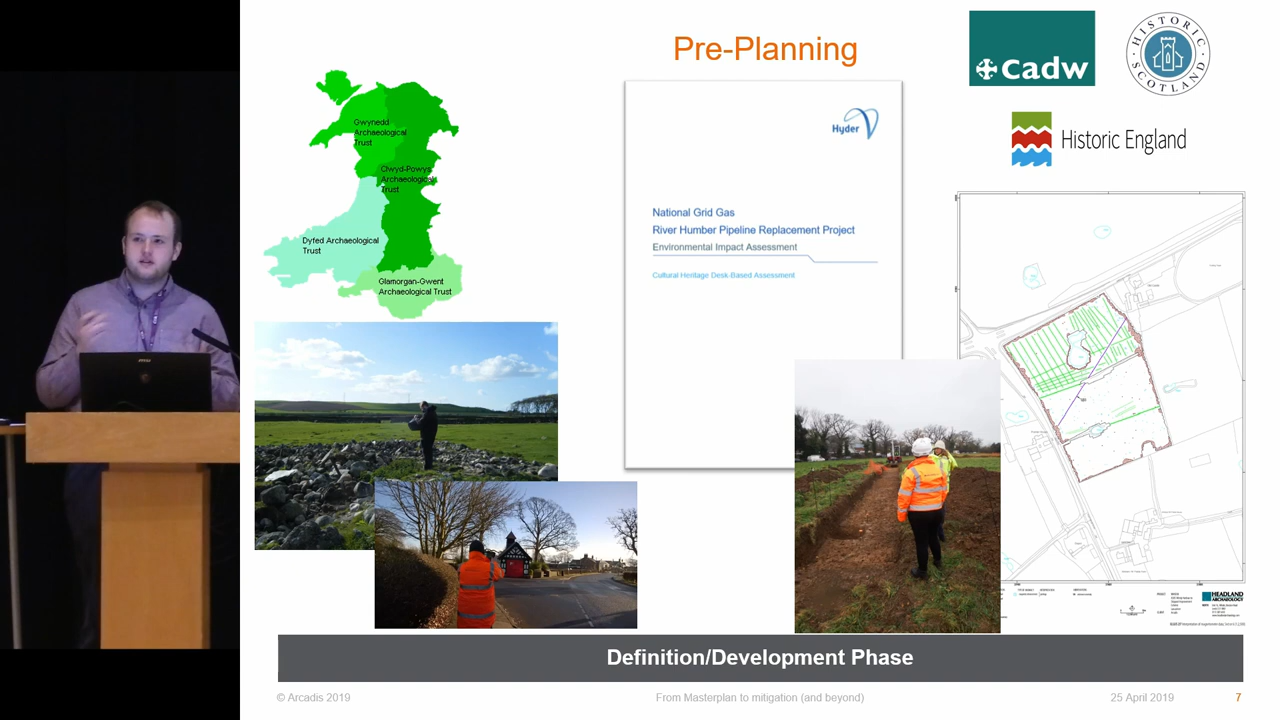 Pre-Planning
Cadw
HISTORIC SCOTLAND
Historic England
Gwynedd
Archaeological
Trust
Clwyd-Powys
Archaeological
Trust
Dyfed Archaeological
Trust
Glamorgan-Gwent
Archaeological Trust
Hyder
National Grid Gas
River Humber Pipeline Replacement Project
Environmental Impact Assessment
Cultural Heritage Desk-Based Assessment
HEADLAND
ARCHAEOLOGY
Definition/Development Phase
© Arcadis 2019
From Masterplan to mitigation (and beyond)
25 April 2019
7